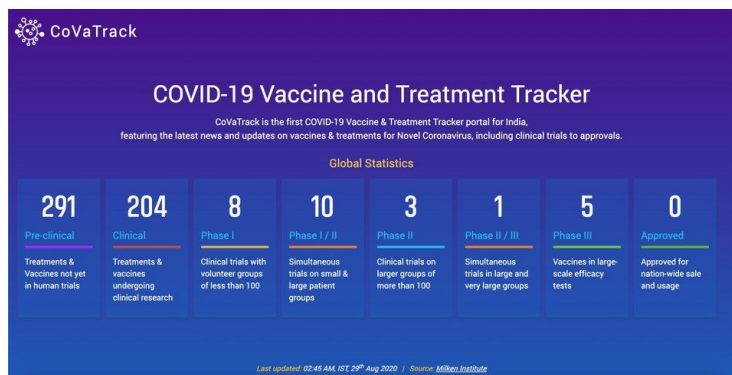 CoVaTrack
COVID-19 Vaccine and Treatment Tracker
CoVaTrack is the first COVID-19 Vaccine & Treatment Tracker portal for India,
featuring the latest news and updates on vaccines & treatments for Novel Coronavirus, including clinical trials to approvals.
Global Statistics
291
Pre-clinical
Treatments &
Vaccines not yet
in human trials
204
Clinical
Treatments &
vaccines
undergoing
clinical research
8
Phase I
Clinical trials with
volunteer groups
of less than 100
10
Phase I / II
Simultaneous
trials on small &
large patient
groups
3
Phase II
Clinical trials on
larger groups of
more than 100
1
Phase II / III
Simultaneous
trials in large and
very large groups
5
Phase III
Vaccines in large-
scale efficacy
tests
0
Approved
Approved for
nation-wide sale
and usage
Last updated: 02:45 AM, IST, 29th Aug 2020 | Source: Milken Institute